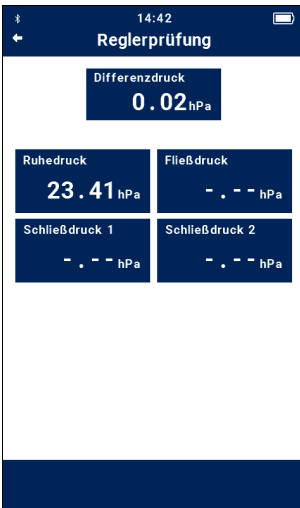 14:42
Reglerprüfung
Differenzdruck
0.02hPa
Ruhedruck
23.41hPa
Fließdruck
-.--hPa
Schließdruck 1
-.--hPa
Schließdruck 2
-.--hPa